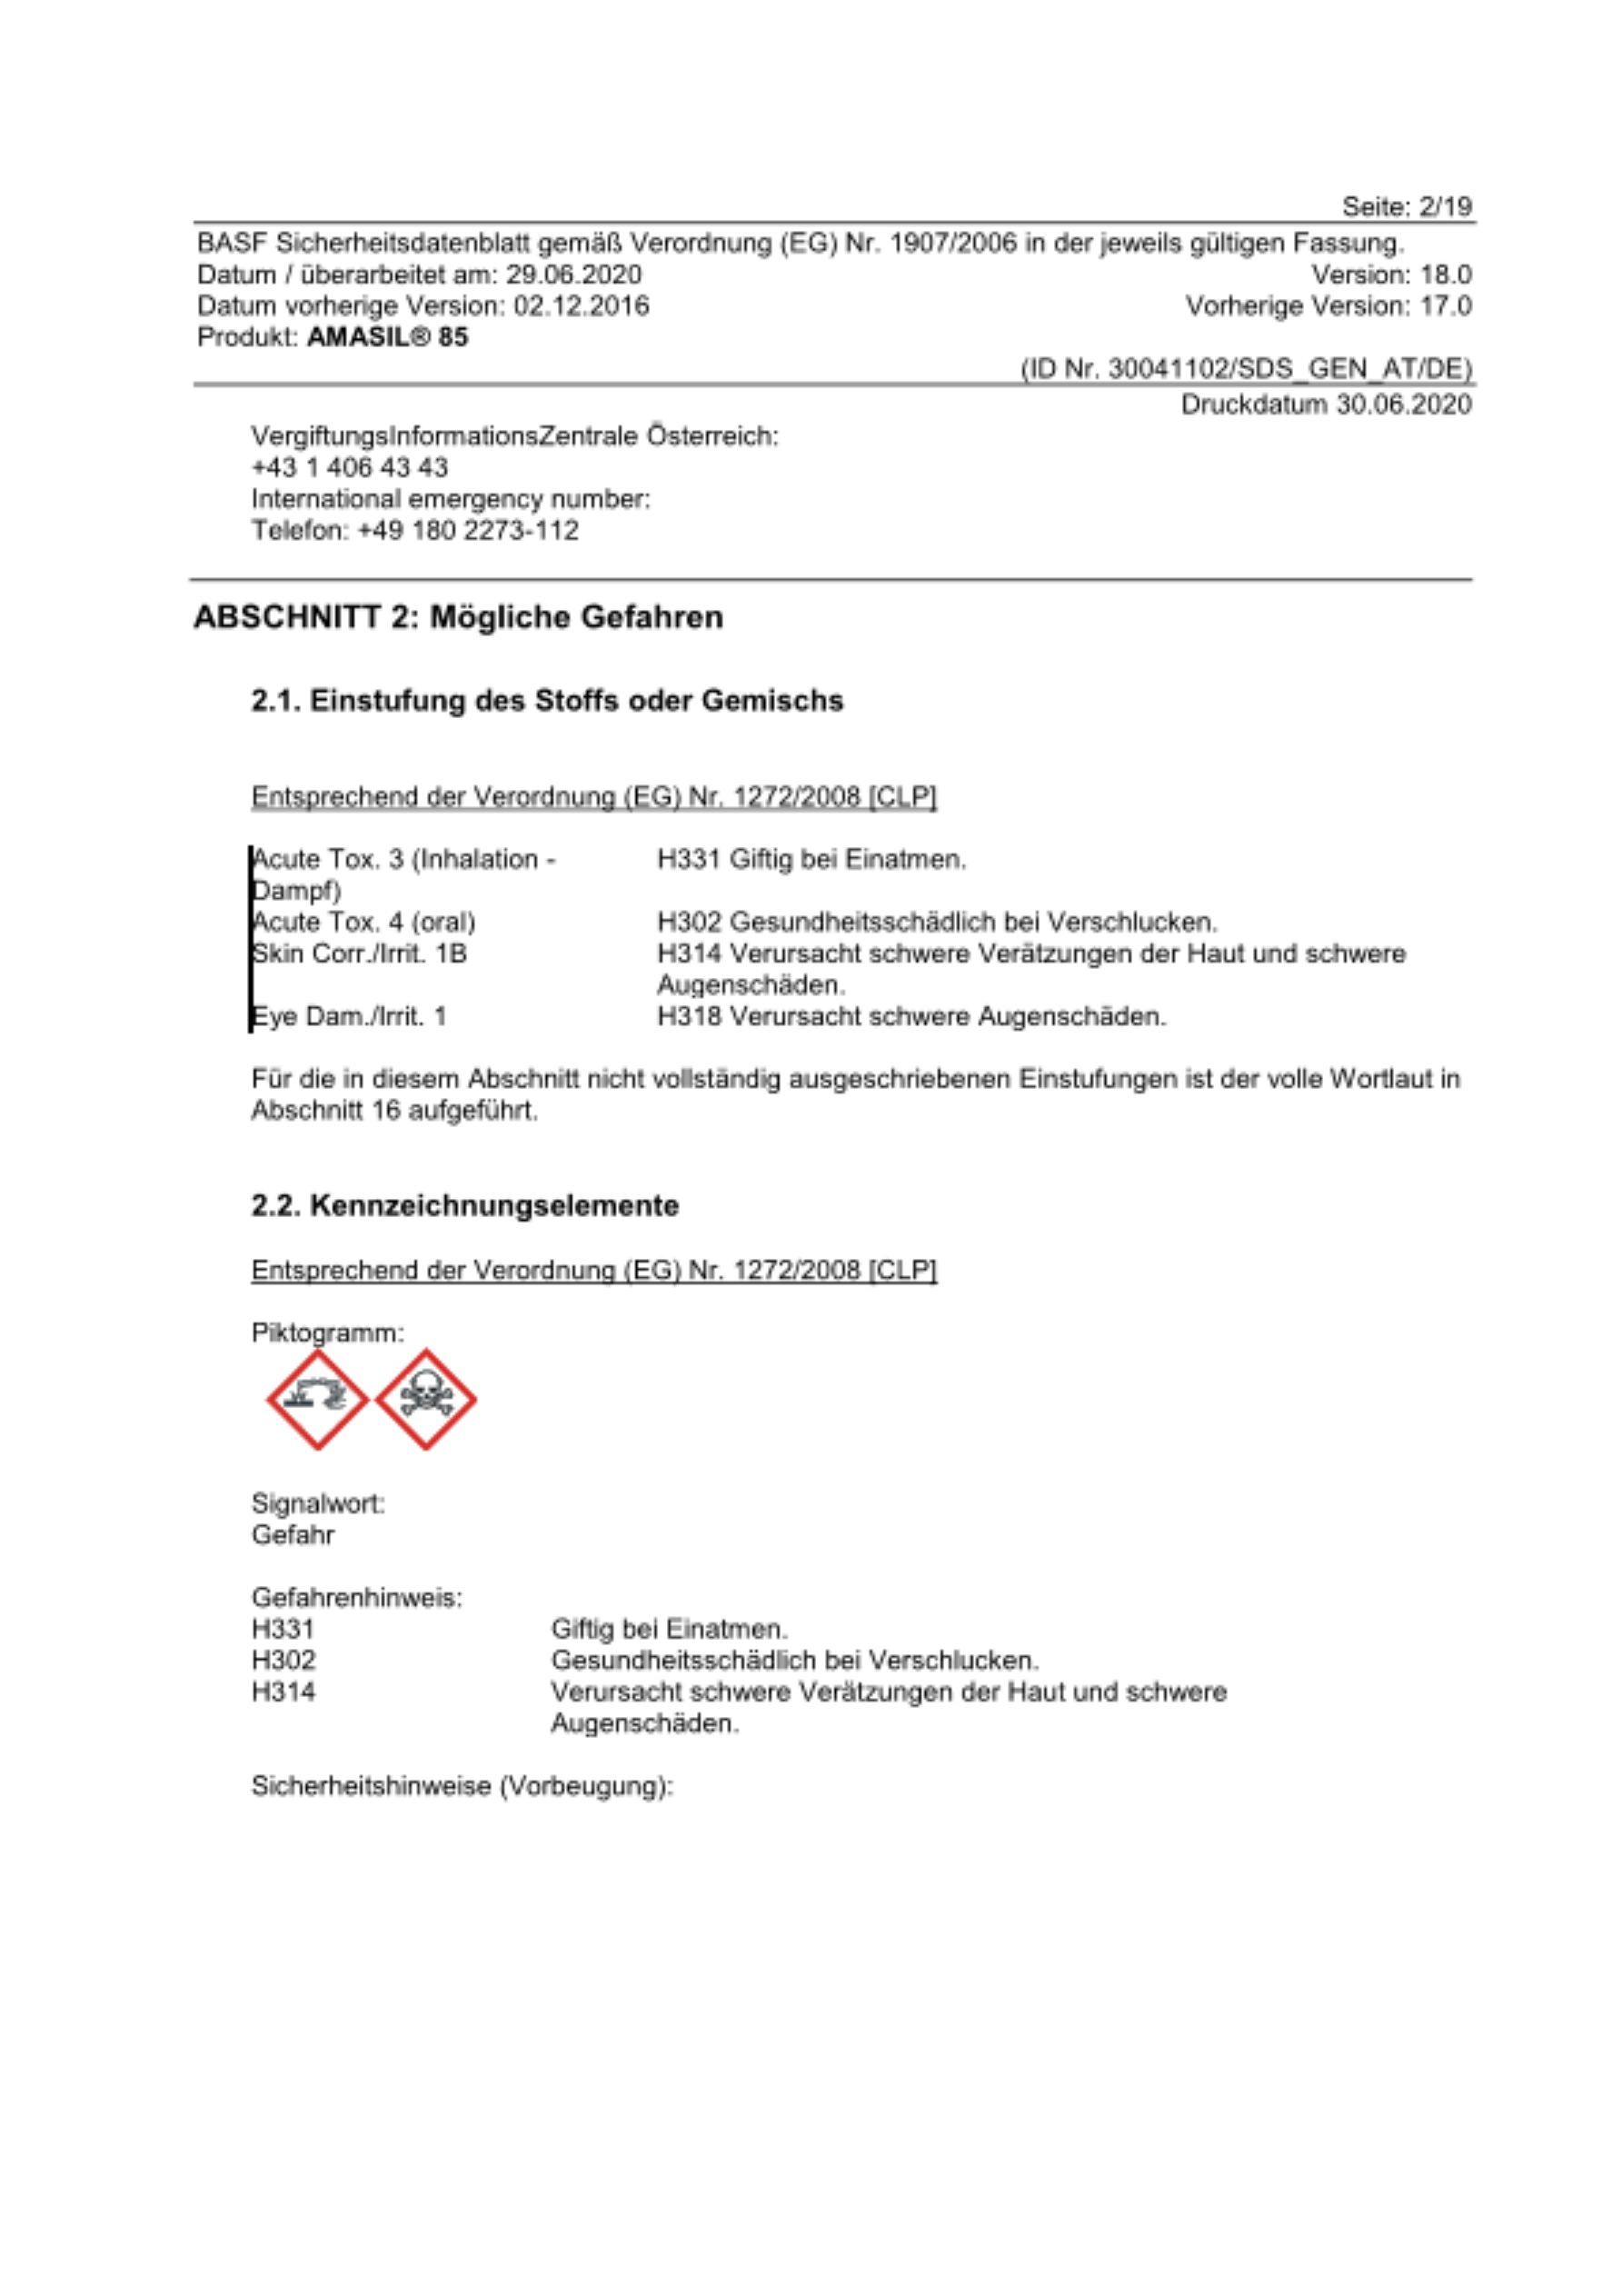 Seite: 2/19
BASF Sicherheitsdatenblatt gemäß Verordnung (EG) Nr. 1907/2006 in der jeweils gültigen Fassung.
Datum / überarbeitet am: 29.06.2020 Version: 18.0
Datum vorherige Version: 02.12.2016 Vorherige Version: 17.0
Produkt: AMASIL® 85
(ID Nr. 30041102/SDS_GEN_AT/DE)
Druckdatum 30.06.2020
VergiftungsInformationsZentrale Österreich:
+43 1 406 43 43
International emergency number:
Telefon: +49 180 2273-112
ABSCHNITT 2: Mögliche Gefahren
2.1. Einstufung des Stoffs oder Gemischs
Entsprechend der Verordnung (EG) Nr. 1272/2008 [CLP]
Acute Tox. 3 (Inhalation - H331 Giftig bei Einatmen.
Dampf)
Acute Tox. 4 (oral) H302 Gesundheitsschädlich bei Verschlucken.
Skin Corr./Irrit. 1B H314 Verursacht schwere Verätzungen der Haut und schwere
Augenschäden.
Eye Dam./Irrit. 1 H318 Verursacht schwere Augenschäden.
Für die in diesem Abschnitt nicht vollständig ausgeschriebenen Einstufungen ist der volle Wortlaut in
Abschnitt 16 aufgeführt.
2.2. Kennzeichnungselemente
Entsprechend der Verordnung (EG) Nr. 1272/2008 [CLP]
Piktogramm:
Signalwort:
Gefahr
Gefahrenhinweis:
H331 Giftig bei Einatmen.
H302 Gesundheitsschädlich bei Verschlucken.
H314 Verursacht schwere Verätzungen der Haut und schwere
Augenschäden.
Sicherheitshinweise (Vorbeugung):